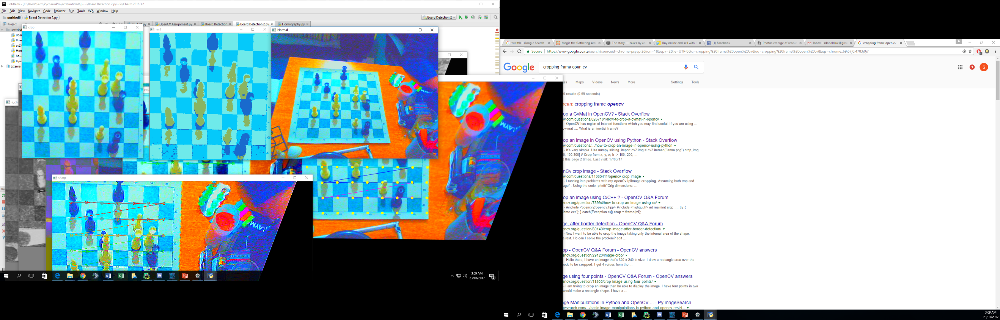 untitled6 - [C:\Users\Sam\PycharmProjects\untitled6] - ...\Board Detection 2.py - PyCharm 2016.3.2
File Edit View Navigate Code Refactor Run Tools VCS Window Help
untitled6 Board Detection 2.py
Board Detection 2
Project
OpenCV Assignment.py Board Detection Board Detection 2.py Homography.py
crop
res2
Normal
untitled
Boar
Boar
cv2
Hom
hou
Ope
External
equ
a_cha
sharp
3:09 AM
23/03/2017
twelfth - Google Search
Magic the Gathering Art
The story — cakes by an
Buy online and sell with
(1) Facebook
Photos emerge of rescue
Inbox - sdonald.uc@gm
cropping frame open cv
Secure https://www.google.co.nz/search?sourceid=chrome-psyapi2&ion=1&espv=2&ie=UTF-8&q=cropping%20frame%20open%20cv&oq=cropping%20frame%20open%20cv&aqs=chrome..69i57j0.4783j0j7
Google
cropping frame open cv
1
S
es Maps Videos News More Settings Tools
0 results (0.69 seconds)
nean: cropping frame opencv
op a CvMat in OpenCV? - Stack Overflow
w.com/questions/8267191/how-to-crop-a-cvmat-in-opencv
- OpenCV has region of interest functions which you may find useful. If you are using ...
cv-mat .... What is an inertial frame?
op an image in OpenCV using Python - Stack Overflow
w.com/questions/.../how-to-crop-an-image-in-opencv-using-python
- It's very simple. Use numpy slicing. import cv2 img = cv2.imread("lenna.png") crop_img
0, 100:300] # Crop from x, y, w, h -> 100, 200, ...
d this page 2 times. Last visit: 17/03/17
nCv crop image - Stack Overflow
w.com/questions/14365411/opencv-crop-image
- I running into problems with my openCv IplImage cropping. Assuming both tmp and
age* . Using the code: printf("Orig dimensions: ...
op an image using C/C++ ? - OpenCV Q&A Forum
encv.org/question/78994/how-to-crop-an-image-using-cc/
- #include <opencv2/opencv.hpp> #include <highgui.h> int main(int argc, ... try {
lame.ext"); } catch(Exception e){} crop = frame(roi); ...
ge, after border detection - OpenCV Q&A Forum
encv.org/question/60149/crop-image-after-border-detection/
- Now I want to be able to crop the image taking only the internal area of the shape,
e rest. Ho can I solve the problem? edit ...
op - OpenCV Q&A Forum - OpenCV answers
encv.org/question/29123/image-crop/
- Hello there, I have an image that's 320 x 240 in size. I draw a rectangle area over the
eeds to be cropped. I get 4 values from the ...
ge using four points - OpenCV Q&A Forum - OpenCV answers
encv.org/question/11405/crop-image-using-four-points/
- I am trying to crop an image then be able to display the image. I have four points in two
would make a rectangle shape. I have a ...
age Manipulations in Python and OpenCV ... - PyImageSearch
agesearch.com/.../basic-image-manipulations-in-python-and-opencv-resizi...
3:09 AM
23/03/2017